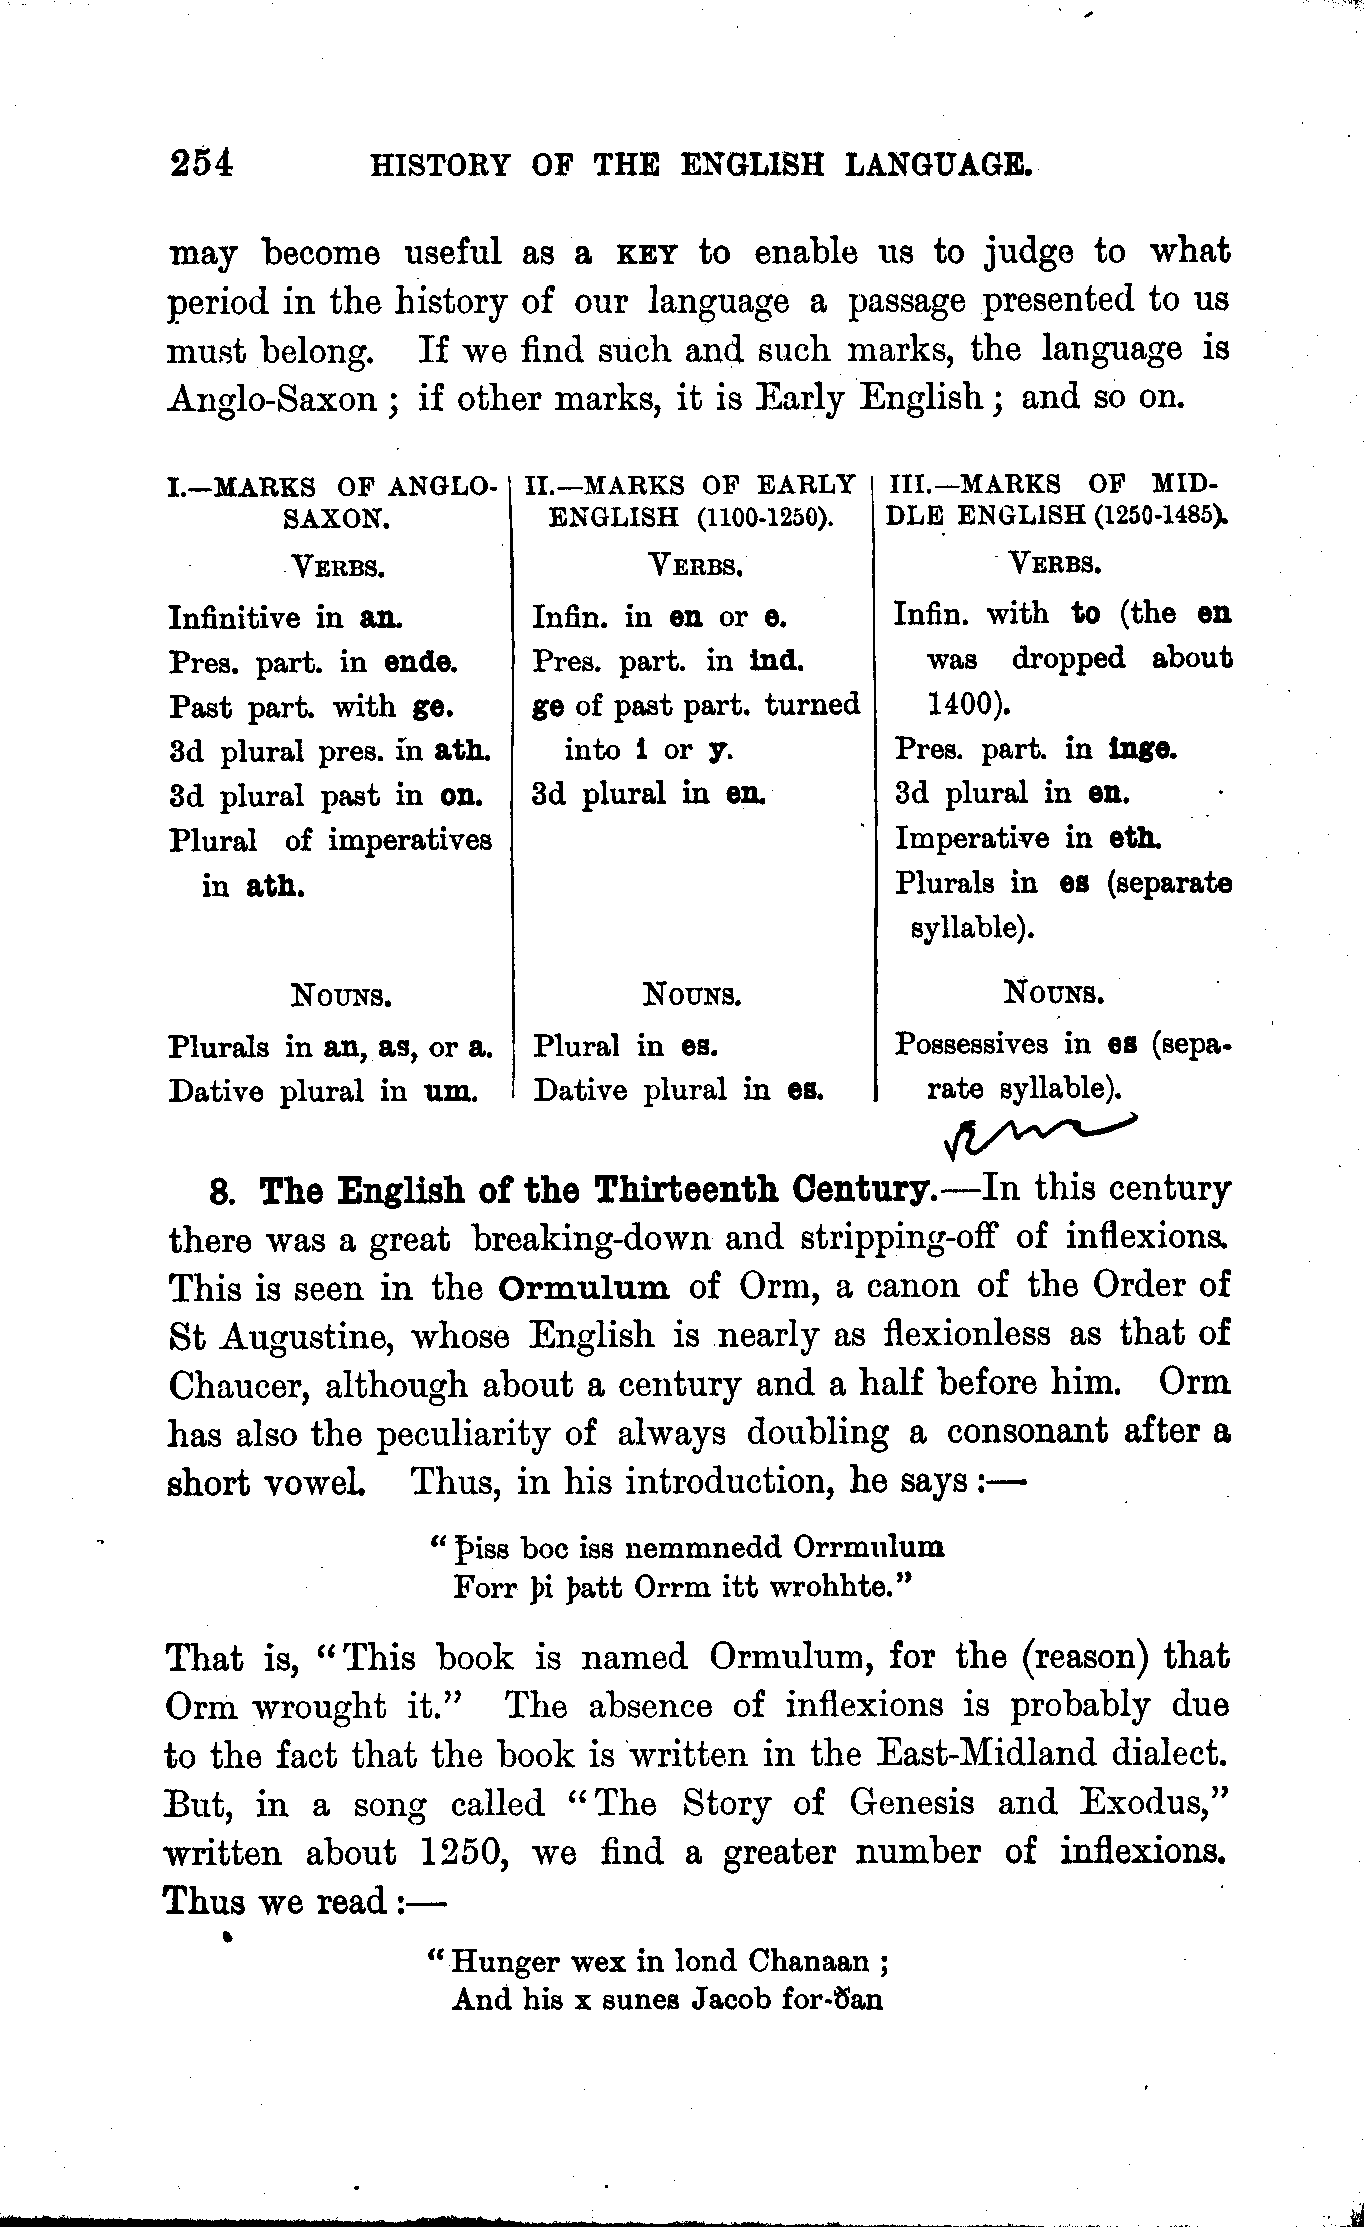 254 HISTORY OF THE ENGLISH LANGUAGE.
may become useful as a KEY to enable us to judge to what
period in the history of our language a passage presented to us
must belong. If we find such and such marks, the language is
Anglo-Saxon; if other marks, it is Early English; and so on.
I.—MARKS OF ANGLO-
SAXON.
VERBS.
Infinitive in an.
Pres. part. in ende.
Past part. with ge.
3d plural pres. in ath.
3d plural past in on.
Plural of imperatives
in ath.
NOUNS.
Plurals in an, as, or a.
Dative plural in um.
II.—MARKS OF EARLY
ENGLISH (1100-1250).
VERBS.
Infin. in en or e.
Pres. part. in ind.
ge of past part. turned
into i or y.
3d plural in en.
NOUNS.
Plural in es.
Dative plural in es.
III.—MARKS OF MID-
DLE ENGLISH (1250-1485).
VERBS.
Infin. with to (the en
was dropped about
1400).
Pres. part. in inge.
3d plural in en.
Imperative in eth.
Plurals in es (separate
syllable).
NOUNS.
Possessives in es (sepa-
rate syllable).
8. The English of the Thirteenth Century.—In this century
there was a great breaking-down and stripping-off of inflexions.
This is seen in the Ormulum of Orm, a canon of the Order of
St Augustine, whose English is nearly as flexionless as that of
Chaucer, although about a century and a half before him. Orm
has also the peculiarity of always doubling a consonant after a
short vowel. Thus, in his introduction, he says:—
"Þiss boc iss nemmnedd Orrmulum
Forr þi þatt Orrm itt wrohhte."
That is, "This book is named Ormulum, for the (reason) that
Orm wrought it." The absence of inflexions is probably due
to the fact that the book is written in the East-Midland dialect.
But, in a song called "The Story of Genesis and Exodus,"
written about 1250, we find a greater number of inflexions.
Thus we read:—
"Hunger wex in lond Chanaan;
And his x sunes Jacob for-ðan